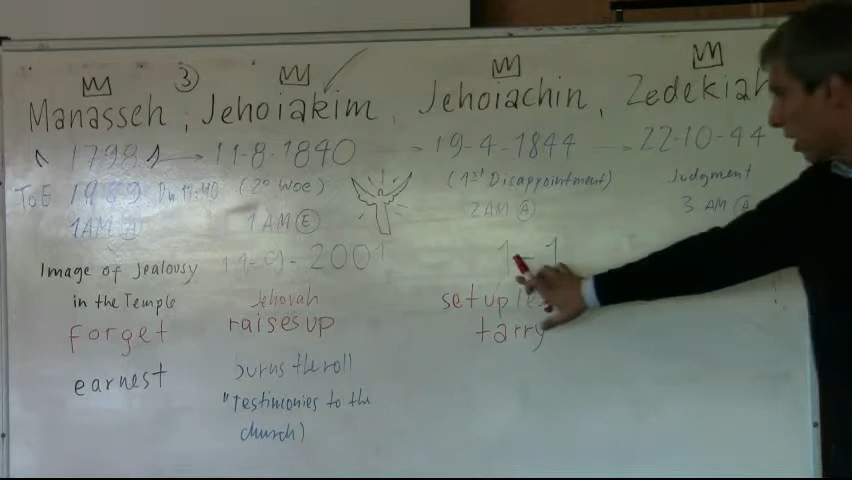 ③
Manasseh , Jehoiakim , Jehoiachin , Zedekiah
1798 → 11-8-1840 → 19-4-1844 → 22-10-44
ToE 1989 Dn 11:40 (2º Woe) (1st Disappointment) Judgment
1AM (A) 1AM (E) 2AM (A) 3 AM (A)
Image of Jealousy
in the Temple
11-9-2001
Jehovah
forget raises up set up
tarry
earnest burns the roll
"Testimonies to the
church)